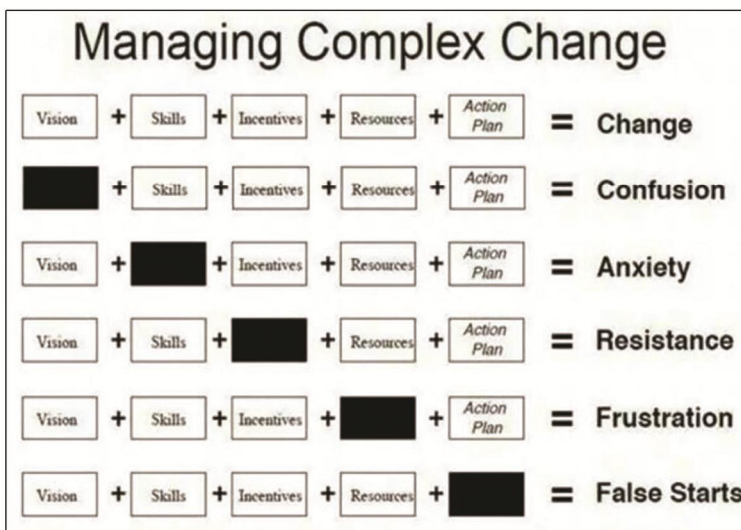 Managing Complex Change
Vision + Skills + Incentives + Resources + Action Plan = Change
+ Skills + Incentives + Resources + Action Plan = Confusion
Vision + + Incentives + Resources + Action Plan = Anxiety
Vision + Skills + + Resources + Action Plan = Resistance
Vision + Skills + Incentives + + Action Plan = Frustration
Vision + Skills + Incentives + Resources + = False Starts